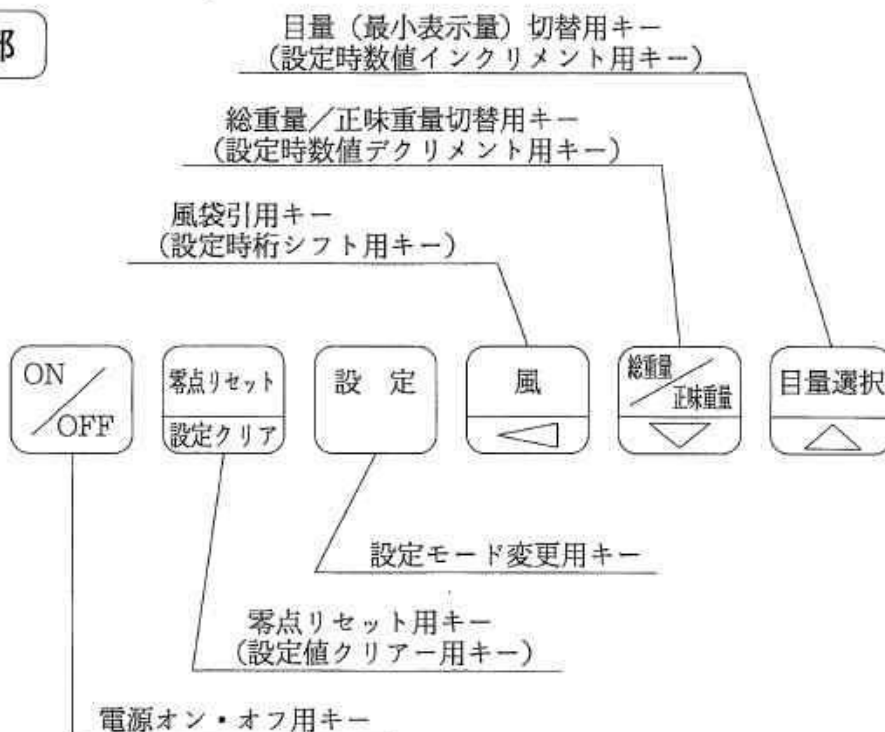 部
目量（最小表示量）切替用キー
（設定時数値インクリメント用キー）
総重量／正味重量切替用キー
（設定時数値デクリメント用キー）
風袋引用キー
（設定時桁シフト用キー）
ON／OFF
零点リセット
設定クリア
設 定
風
総重量／正味重量
目量選択
設定モード変更用キー
零点リセット用キー
（設定値クリアー用キー）
電源オン・オフ用キー